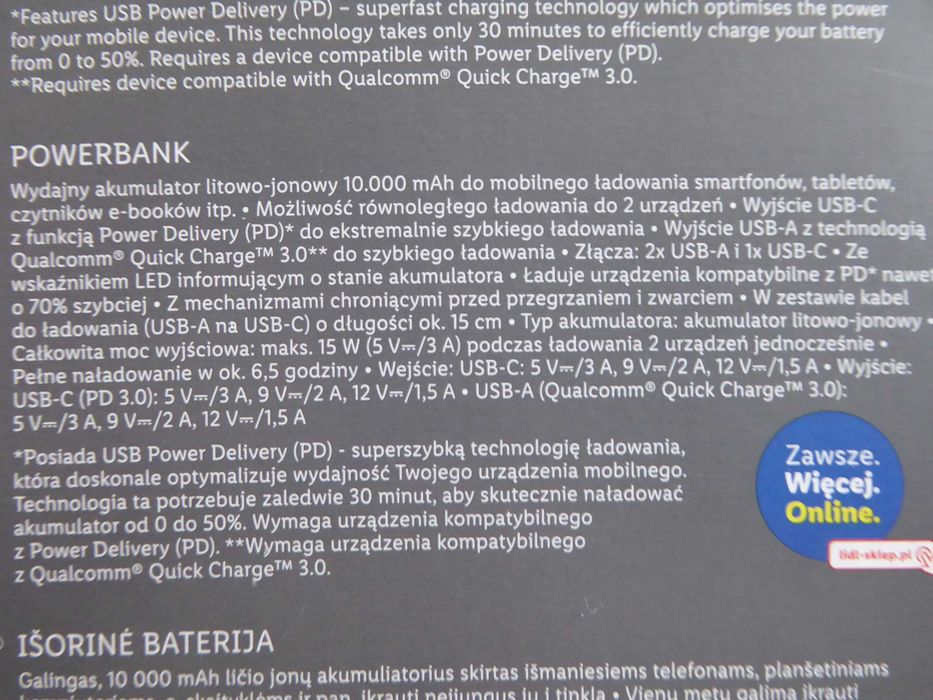 *Features USB Power Delivery (PD) – superfast charging technology which optimises the power
for your mobile device. This technology takes only 30 minutes to efficiently charge your battery
from 0 to 50%. Requires a device compatible with Power Delivery (PD).
**Requires device compatible with Qualcomm® Quick Charge™ 3.0.
POWERBANK
Wydajny akumulator litowo-jonowy 10.000 mAh do mobilnego ładowania smartfonów, tabletów,
czytników e-booków itp. • Możliwość równoległego ładowania do 2 urządzeń • Wyjście USB-C
z funkcją Power Delivery (PD)* do ekstremalnie szybkiego ładowania • Wyjście USB-A z technologią
Qualcomm® Quick Charge™ 3.0** do szybkiego ładowania • Złącza: 2x USB-A i 1x USB-C • Ze
wskaźnikiem LED informującym o stanie akumulatora • Ładuje urządzenia kompatybilne z PD* nawet
o 70% szybciej • Z mechanizmami chroniącymi przed przegrzaniem i zwarciem • W zestawie kabel
do ładowania (USB-A na USB-C) o długości ok. 15 cm • Typ akumulatora: akumulator litowo-jonowy •
Całkowita moc wyjściowa: maks. 15 W (5 V⎓/3 A) podczas ładowania 2 urządzeń jednocześnie •
Pełne naładowanie w ok. 6,5 godziny • Wejście: USB-C: 5 V⎓/3 A, 9 V⎓/2 A, 12 V⎓/1,5 A • Wyjście:
USB-C (PD 3.0): 5 V⎓/3 A, 9 V⎓/2 A, 12 V⎓/1,5 A • USB-A (Qualcomm® Quick Charge™ 3.0):
5 V⎓/3 A, 9 V⎓/2 A, 12 V⎓/1,5 A
*Posiada USB Power Delivery (PD) - superszybką technologię ładowania,
która doskonale optymalizuje wydajność Twojego urządzenia mobilnego.
Technologia ta potrzebuje zaledwie 30 minut, aby skutecznie naładować
akumulator od 0 do 50%. Wymaga urządzenia kompatybilnego
z Power Delivery (PD). **Wymaga urządzenia kompatybilnego
z Qualcomm® Quick Charge™ 3.0.
Zawsze.
Więcej.
Online.
lidl-sklep.pl
IŠORINĖ BATERIJA
Galingas, 10 000 mAh ličio jonų akumuliatorius skirtas išmaniesiems telefonams, planšetiniams
ir pan. įkrauti neijungus jų į tinklą • Vienu metu galima įkrauti